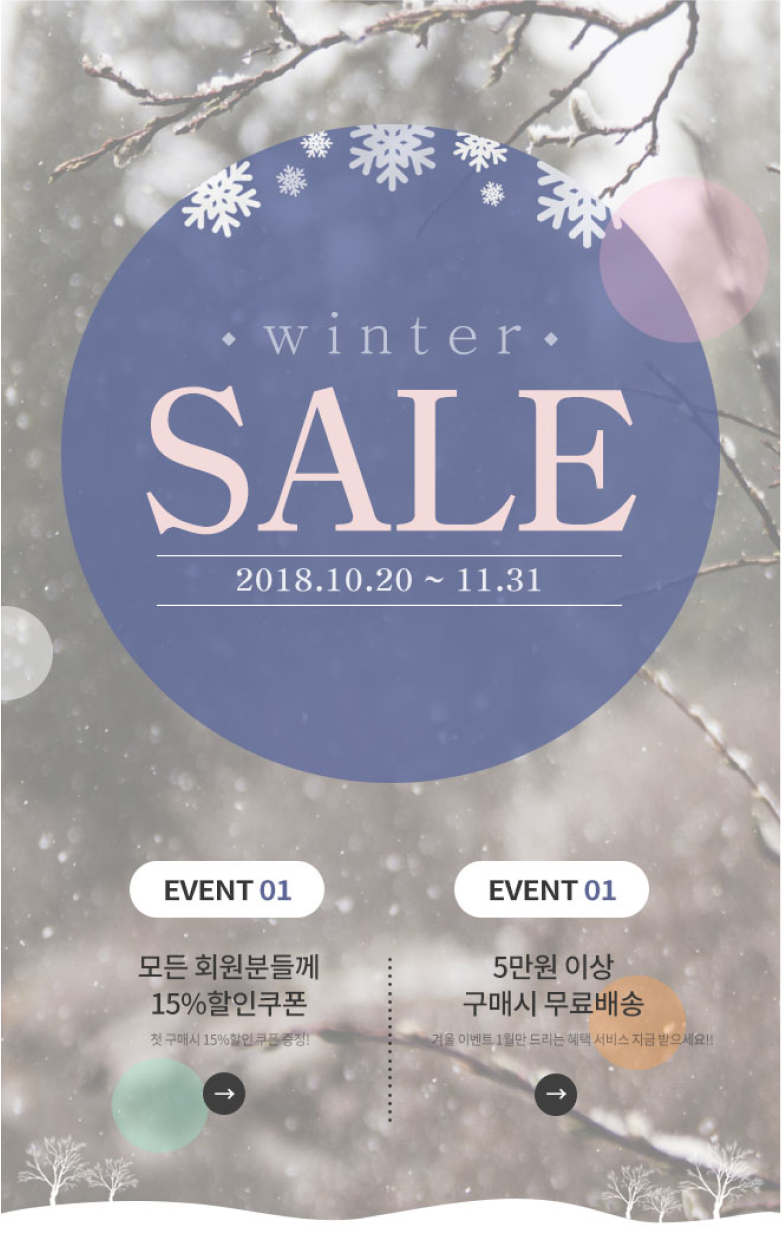 winter
SALE
2018.10.20 ~ 11.31
EVENT 01
모든 회원분들께
15%할인쿠폰
첫 구매시 15%할인 쿠폰 증정!
EVENT 01
5만원 이상
구매시 무료배송
겨울 이벤트 1월만 드리는 혜택 서비스 지금 받으세요!!